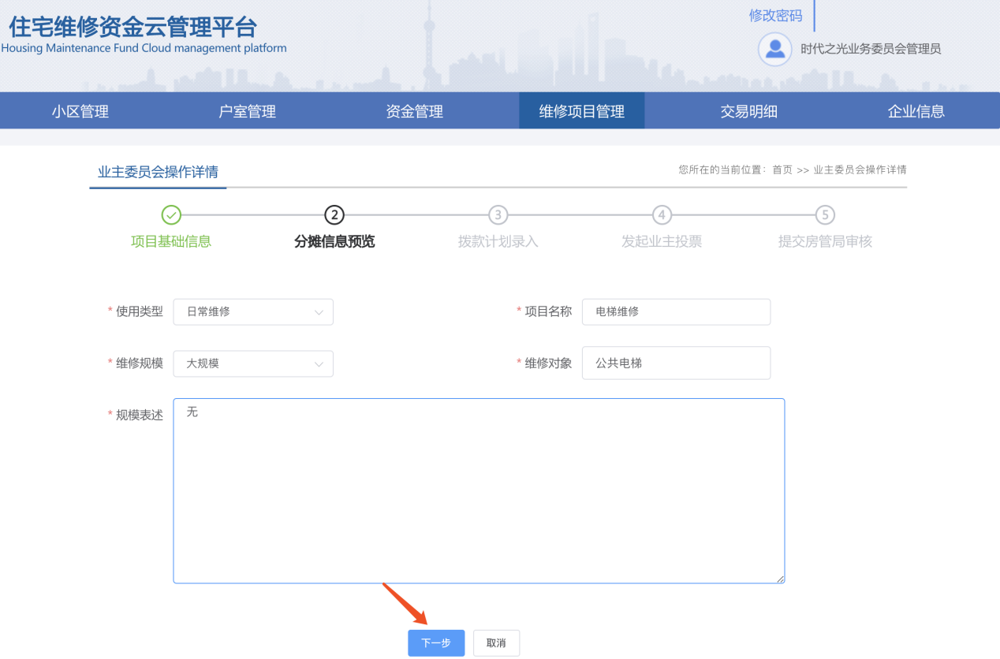 住宅维修资金云管理平台
Housing Maintenance Fund Cloud management platform
修改密码
时代之光业务委员会管理员
小区管理 户室管理 资金管理 维修项目管理 交易明细 企业信息
业主委员会操作详情
您所在的当前位置: 首页 >> 业主委员会操作详情
2 3 4 5
项目基础信息 分摊信息预览 拨款计划录入 发起业主投票 提交房管局审核
* 使用类型 日常维修 * 项目名称 电梯维修
* 维修规模 大规模 * 维修对象 公共电梯
* 规模表述 无
下一步 取消